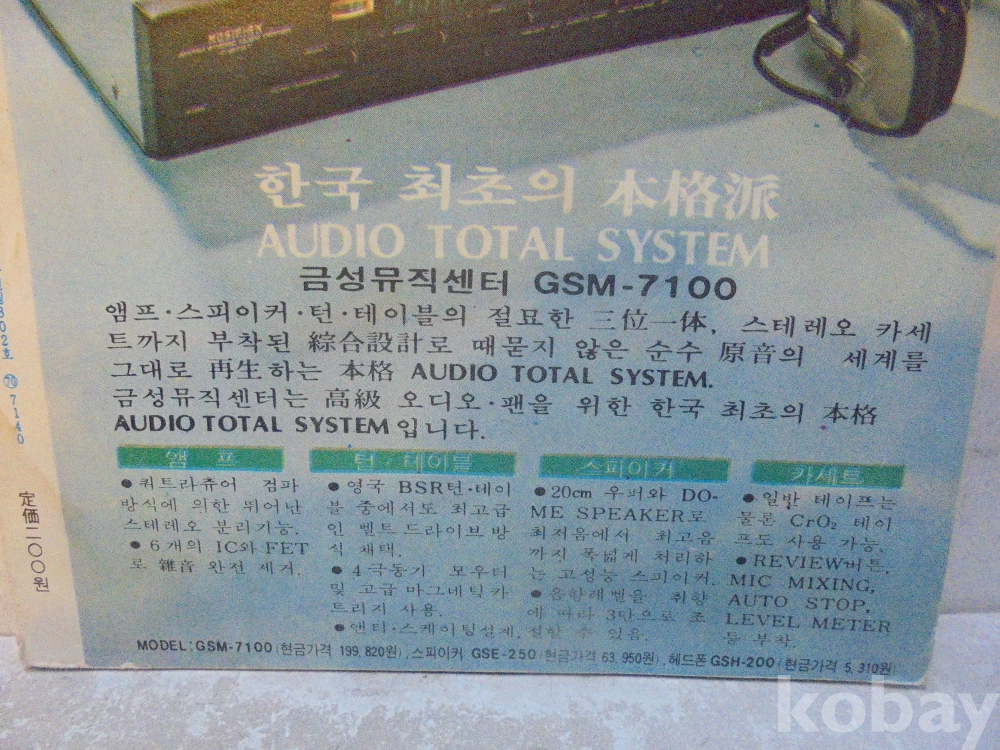 한국 최초의 本格派
AUDIO TOTAL SYSTEM
금성뮤직센터 GSM-7100
앰프·스피이커·턴·테이블의 절묘한 三位一体, 스테레오 카세
트까지 부착된 綜合設計로 때묻지 않은 순수 原音의 세계를
그대로 再生하는 本格 AUDIO TOTAL SYSTEM.
금성뮤직센터는 高級 오디오·팬을 위한 한국 최초의 本格
AUDIO TOTAL SYSTEM입니다.
앰 프
●쿼트라츄어 검파
방식에 의한 뛰어난
스테레오 분리기능.
●6개의 IC와 FET
로 雜音 완전 제거.
턴·테이블
●영국 BSR턴·테이
블 중에서도 최고급
인 벨트 드라이브 방
식 채택.
●4극동기 모우터
및 고급 마그네틱카
트리지 사용.
●앤티·스케이팅설계.
스피이커
●20cm 우퍼와 DO-
ME SPEAKER로
최저음에서 최고음
까지 폭넓게 처리하
는 고성능 스피이커.
●음향레벨을 취향
에 따라 3단으로 조
절할 수 있음.
카세트
●일반 테이프는
물론 CrO₂ 테이
프도 사용 가능.
●REVIEW버튼,
MIC MIXING,
AUTO STOP,
LEVEL METER
등 부착.
MODEL:GSM-7100(현금가격 199,820원), 스피이커 GSE-250(현금가격 63,950원), 헤드폰 GSH-200(현금가격 5,310원)
302호 ⑩ 7140
定価二〇〇원
kobay